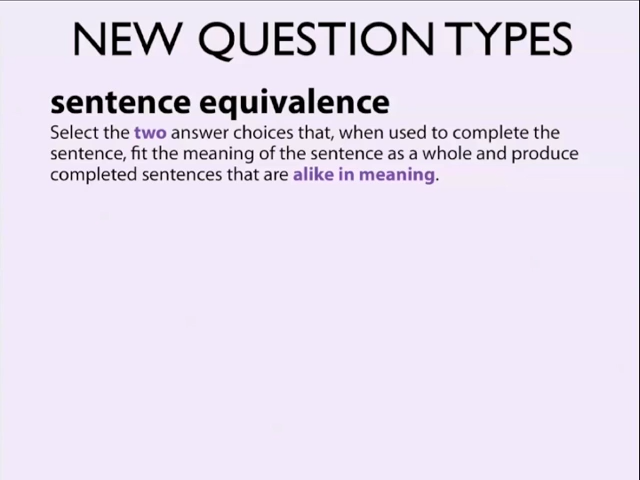 NEW QUESTION TYPES
sentence equivalence
Select the two answer choices that, when used to complete the
sentence, fit the meaning of the sentence as a whole and produce
completed sentences that are alike in meaning.